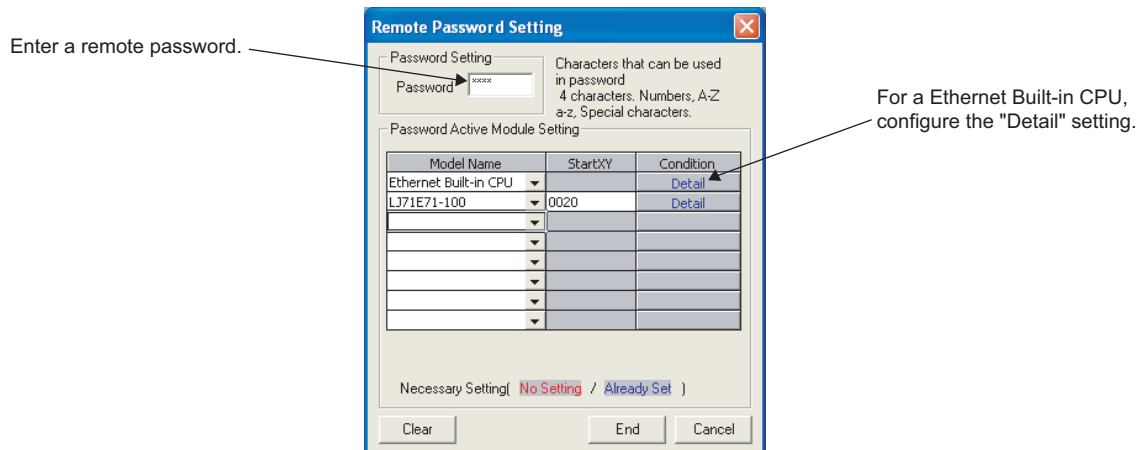 Remote Password Setting
Enter a remote password.
Password Setting
Password
xxxx
Characters that can be used
in password
4 characters. Numbers, A-Z
a-z, Special characters.
For a Ethernet Built-in CPU,
configure the "Detail" setting.
Password Active Module Setting
Model Name StartXY Condition
Ethernet Built-in CPU Detail
LJ71E71-100 0020 Detail
Necessary Setting( No Setting / Already Set )
Clear End Cancel